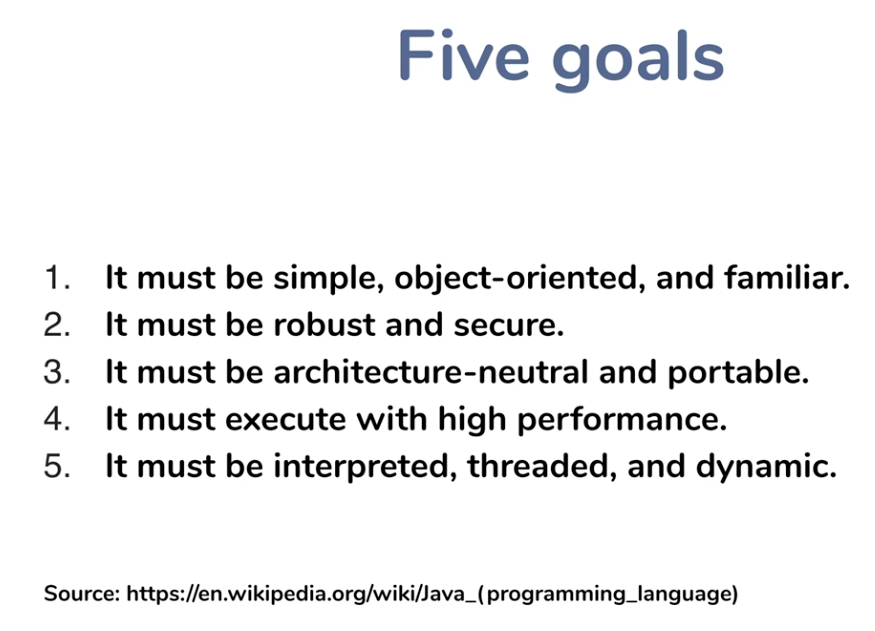 Five goals
1. It must be simple, object-oriented, and familiar.
2. It must be robust and secure.
3. It must be architecture-neutral and portable.
4. It must execute with high performance.
5. It must be interpreted, threaded, and dynamic.
Source: https://en.wikipedia.org/wiki/Java_(programming_language)